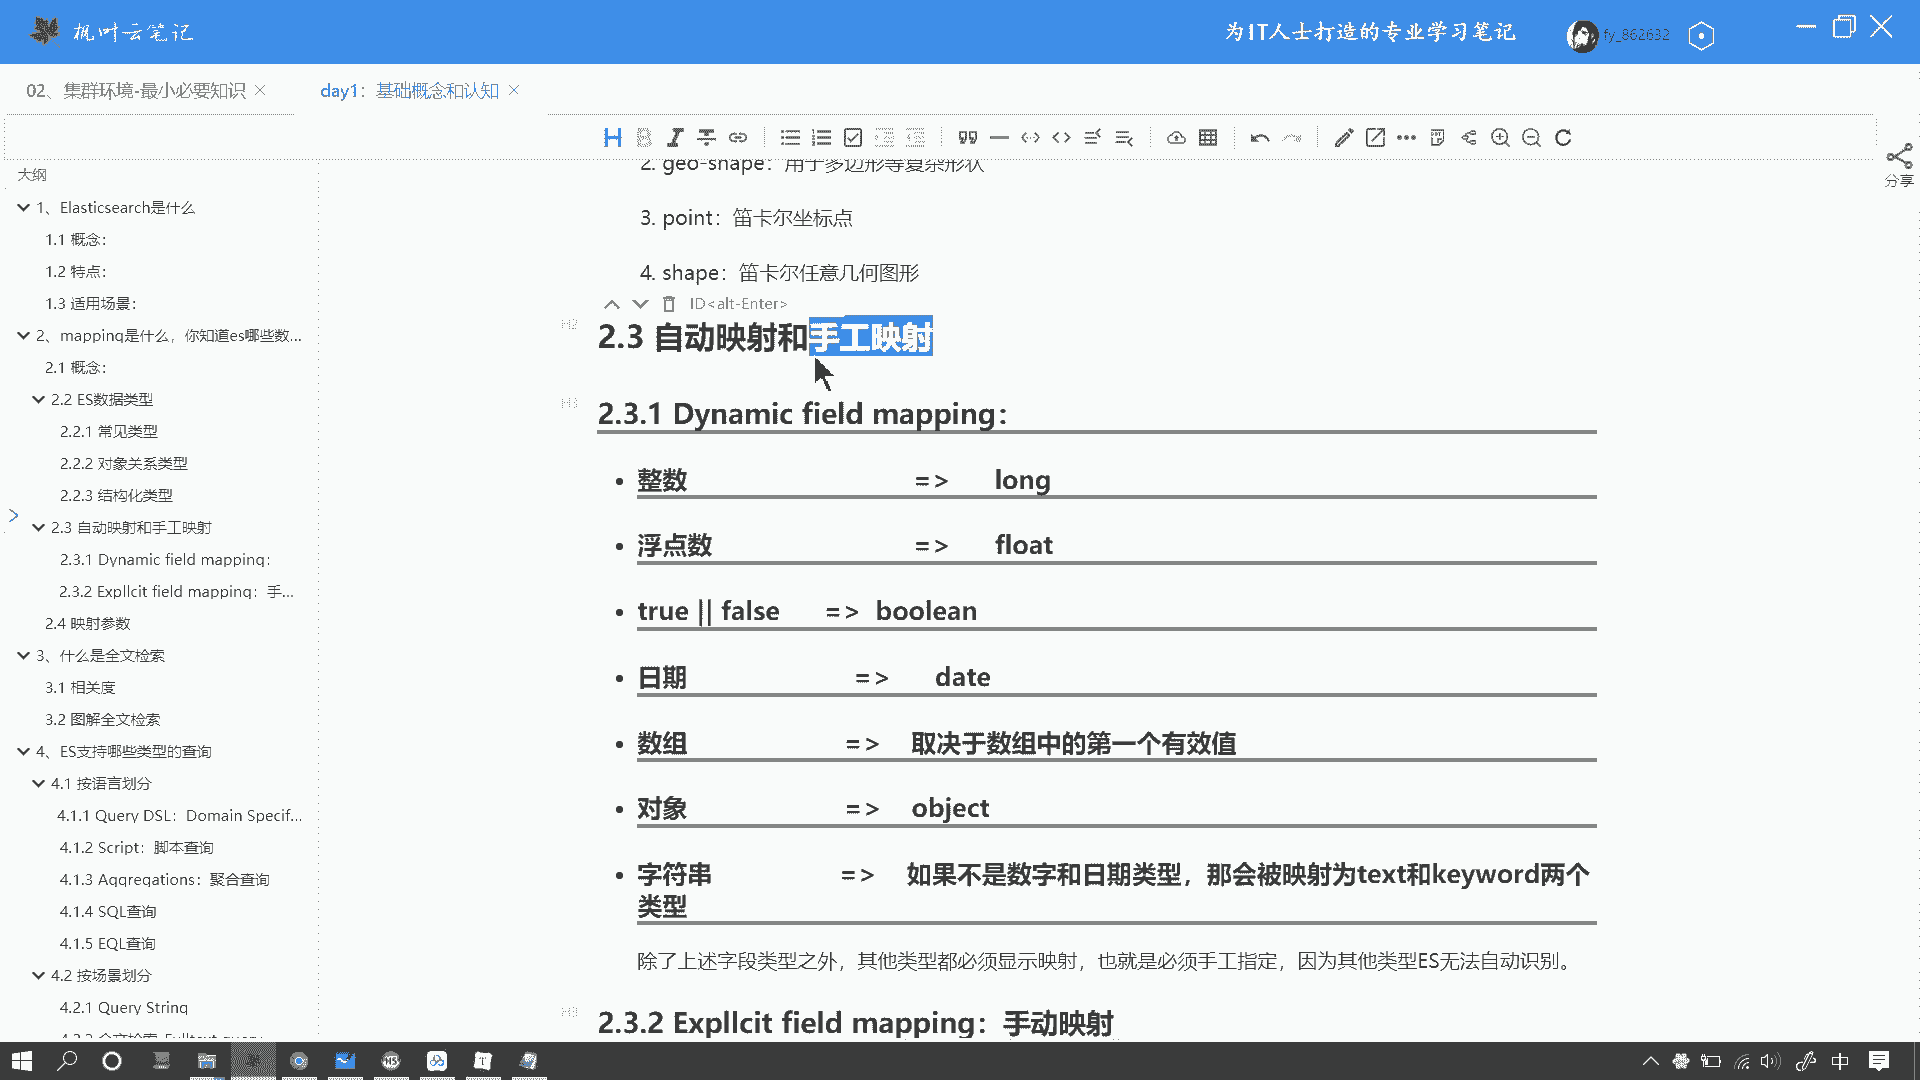 枫叶云笔记
为IT人士打造的专业学习笔记
fy_862632
02、集群环境-最小必要知识
day1：基础概念和认知
分享
大纲
1、Elasticsearch是什么
1.1 概念：
1.2 特点：
1.3 适用场景：
2、mapping是什么，你知道es哪些数...
2.1 概念：
2.2 ES数据类型
2.2.1 常见类型
2.2.2 对象关系类型
2.2.3 结构化类型
2.3 自动映射和手工映射
2.3.1 Dynamic field mapping：
2.3.2 Expllcit field mapping：手...
2.4 映射参数
3、什么是全文检索
3.1 相关度
3.2 图解全文检索
4、ES支持哪些类型的查询
4.1 按语言划分
4.1.1 Query DSL：Domain Specif...
4.1.2 Script：脚本查询
4.1.3 Aggregations：聚合查询
4.1.4 SQL查询
4.1.5 EQL查询
4.2 按场景划分
4.2.1 Query String
2. geo-shape：用于多边形等复杂形状
3. point：笛卡尔坐标点
4. shape：笛卡尔任意几何图形
ID<alt-Enter>
H2
2.3 自动映射和手工映射
H3
2.3.1 Dynamic field mapping：
• 整数 => long
• 浮点数 => float
• true || false => boolean
• 日期 => date
• 数组 => 取决于数组中的第一个有效值
• 对象 => object
• 字符串 => 如果不是数字和日期类型，那会被映射为text和keyword两个
类型
除了上述字段类型之外，其他类型都必须显示映射，也就是必须手工指定，因为其他类型ES无法自动识别。
H3
2.3.2 Expllcit field mapping：手动映射
中